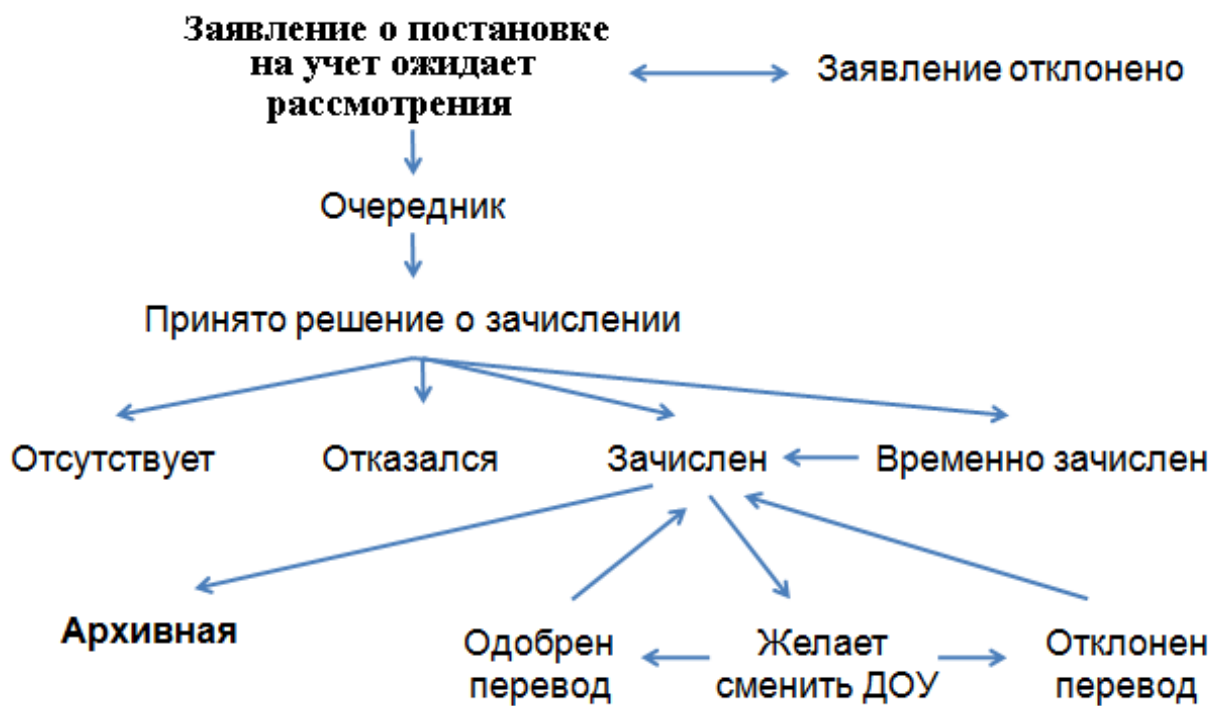 Заявление о постановке
на учет ожидает
рассмотрения
Заявление отклонено
Очередник
Принято решение о зачислении
Отсутствует
Отказался
Зачислен
Временно зачислен
Архивная
Одобрен
перевод
Желает
сменить ДОУ
Отклонен
перевод